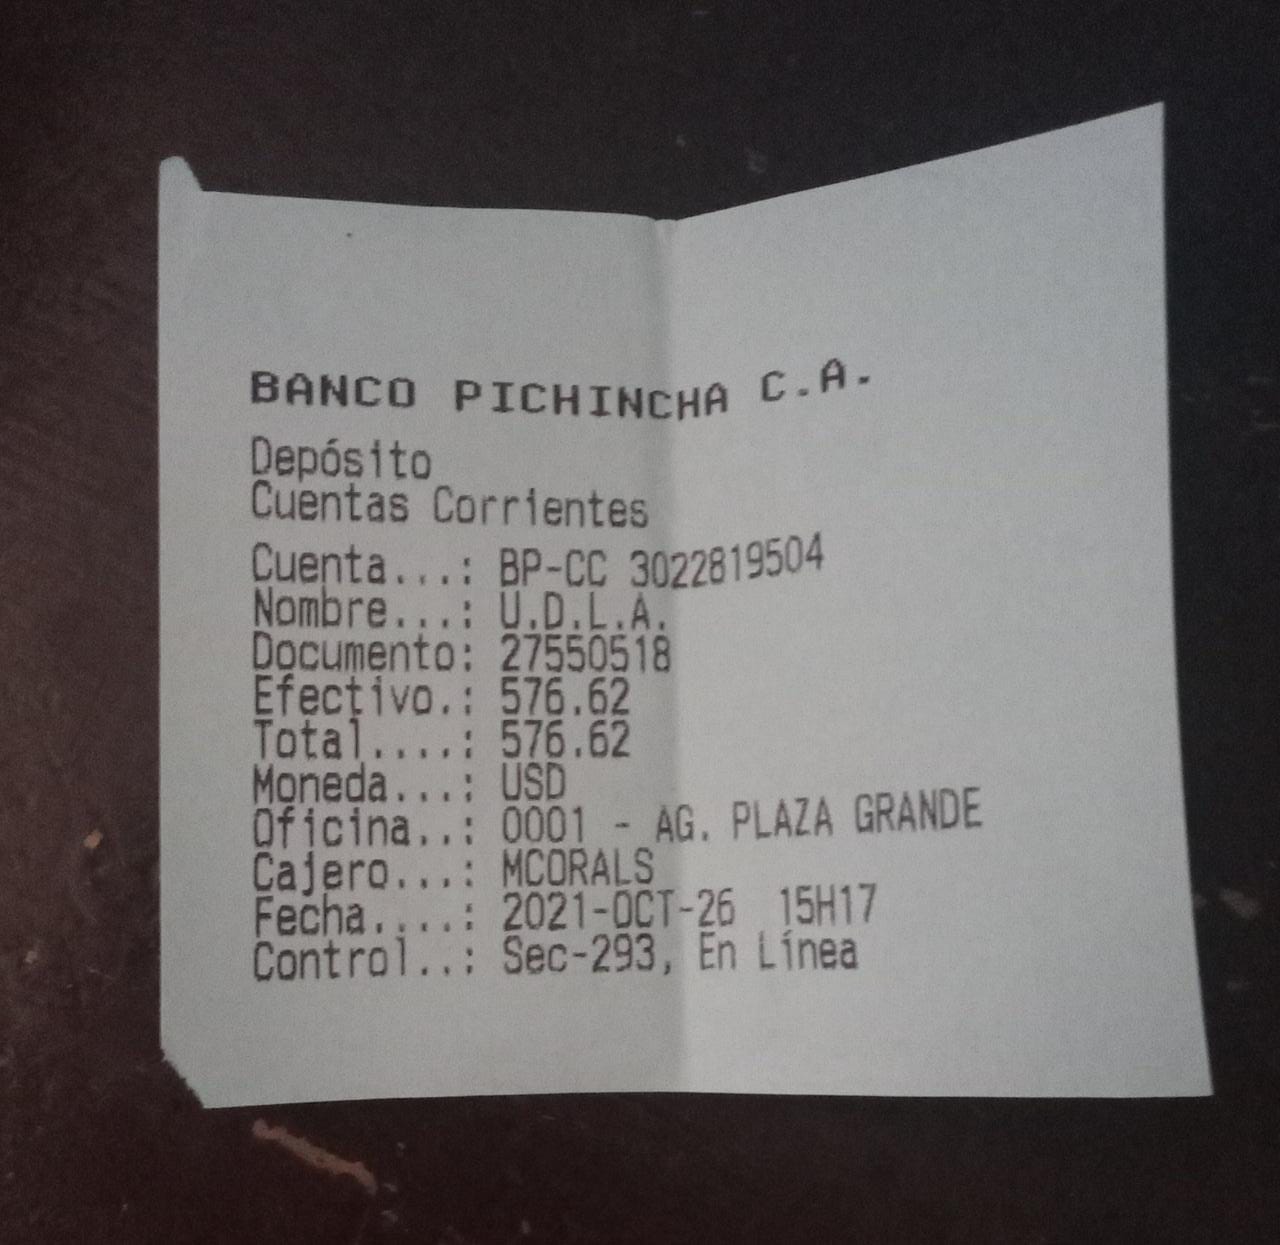 BANCO PICHINCHA C.A.
Depósito
Cuentas Corrientes
Cuenta...: BP-CC 3022819504
Nombre...: U.D.L.A.
Documento: 27550518
Efectivo.: 576.62
Total....: 576.62
Moneda...: USD
Oficina..: 0001 - AG. PLAZA GRANDE
Cajero...: MCORALS
Fecha....: 2021-OCT-26 15H17
Control..: Sec-293, En Línea